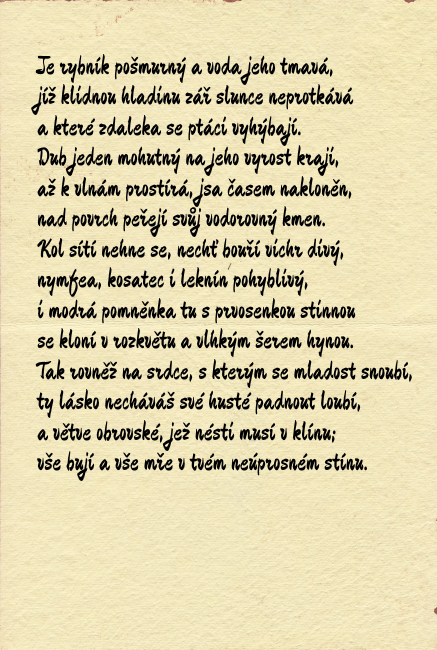 Je rybník pošmurný a voda jeho tmavá,
jíž klidnou hladinu zář slunce neprotkává
a které zdaleka se ptáci vyhýbají.
Dub jeden mohutný na jeho vyrost kraji,
až k vlnám prostírá, jsa časem nakloněn,
nad povrch peřejí svůj vodorovný kmen.
Kol sítí nehne se, nechť bouří vichr divý,
nymfea, kosatec i leknín pohyblivý,
i modrá pomněnka tu s prvosenkou stinnou
se kloní v rozkvětu a vlhkým šerem hynou.
Tak rovněž na srdce, s kterým se mladost snoubí,
ty lásko necháváš své husté padnout loubí,
a větve obrovské, jež nésti musí v klínu;
vše bují a vše mře v tvém neúprosném stínu.